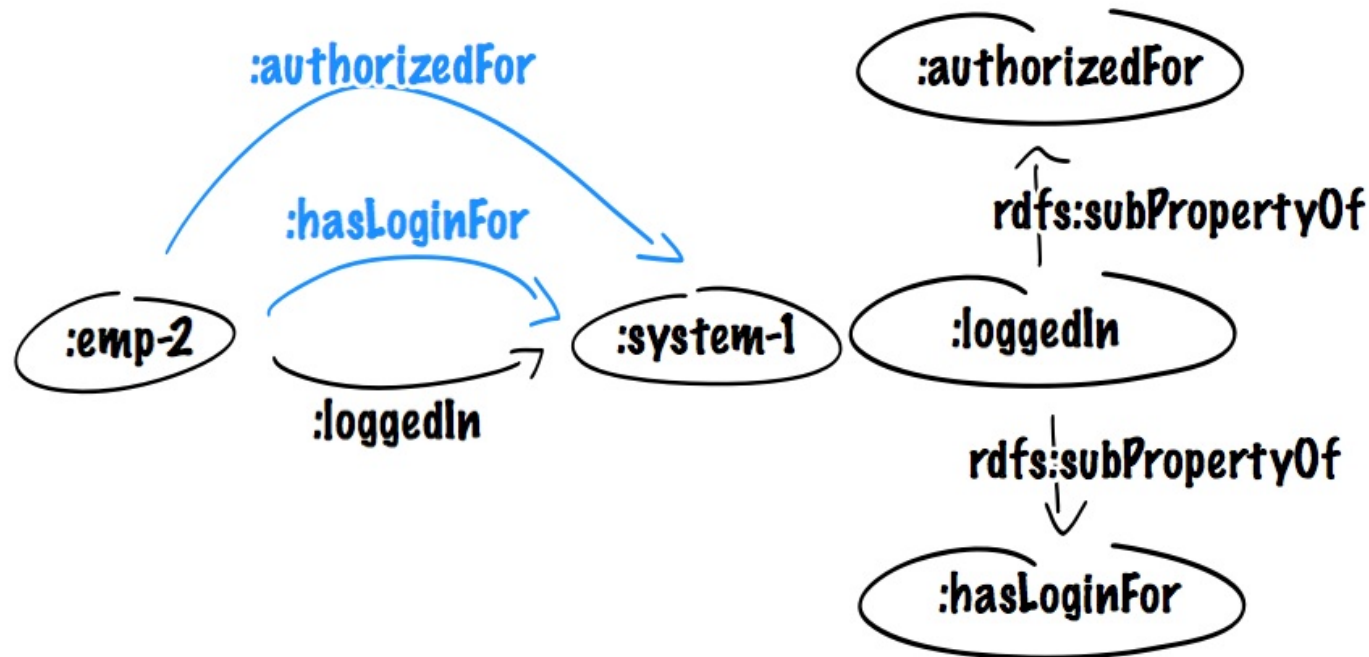 :authorizedFor
:hasLoginFor
:emp-2
:system-1
:loggedIn
:authorizedFor
rdfs:subPropertyOf
:loggedIn
rdfs:subPropertyOf
:hasLoginFor